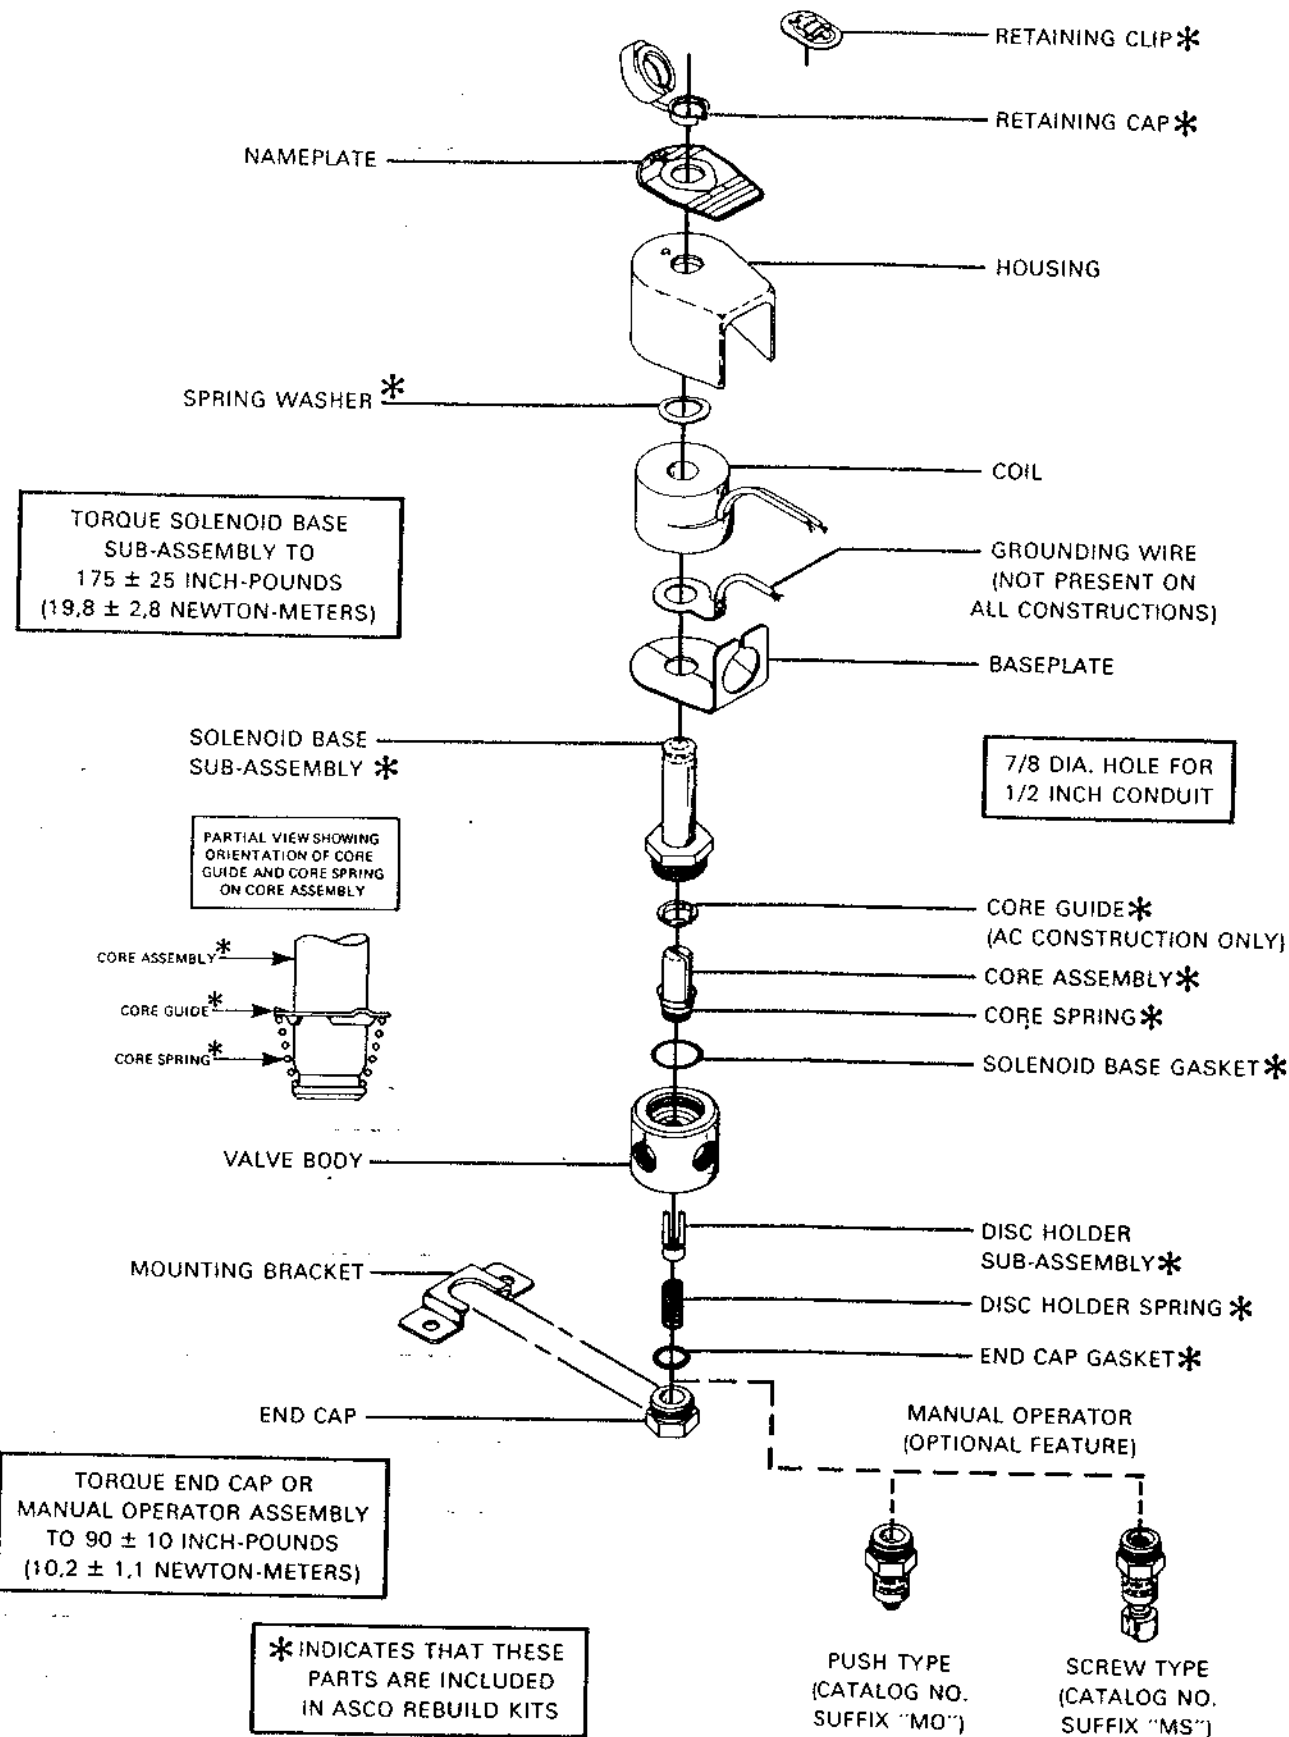 RETAINING CLIP*
RETAINING CAP*
NAMEPLATE
HOUSING
SPRING WASHER*
COIL
TORQUE SOLENOID BASE
SUB-ASSEMBLY TO
175 ± 25 INCH-POUNDS
(19,8 ± 2,8 NEWTON-METERS)
GROUNDING WIRE
(NOT PRESENT ON
ALL CONSTRUCTIONS)
BASEPLATE
SOLENOID BASE
SUB-ASSEMBLY *
7/8 DIA. HOLE FOR
1/2 INCH CONDUIT
PARTIAL VIEW SHOWING
ORIENTATION OF CORE
GUIDE AND CORE SPRING
ON CORE ASSEMBLY
CORE GUIDE*
(AC CONSTRUCTION ONLY)
CORE ASSEMBLY*
CORE ASSEMBLY*
CORE GUIDE*
CORE SPRING*
CORE SPRING*
SOLENOID BASE GASKET*
VALVE BODY
DISC HOLDER
SUB-ASSEMBLY*
MOUNTING BRACKET
DISC HOLDER SPRING*
END CAP GASKET*
END CAP
MANUAL OPERATOR
(OPTIONAL FEATURE)
TORQUE END CAP OR
MANUAL OPERATOR ASSEMBLY
TO 90 ± 10 INCH-POUNDS
(10,2 ± 1,1 NEWTON-METERS)
* INDICATES THAT THESE
PARTS ARE INCLUDED
IN ASCO REBUILD KITS
PUSH TYPE
(CATALOG NO.
SUFFIX "MO")
SCREW TYPE
(CATALOG NO.
SUFFIX "MS")